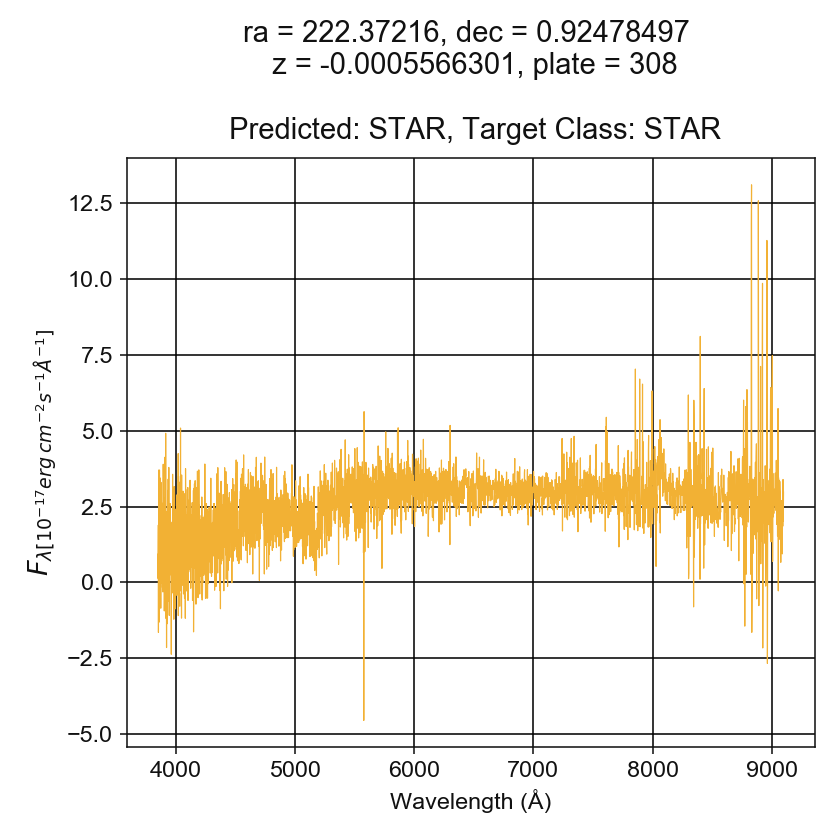 ra = 222.37216, dec = 0.92478497
z = -0.0005566301, plate = 308
Predicted: STAR, Target Class: STAR
12.5
10.0
7.5
5.0
2.5
0.0
−2.5
−5.0
F_{λ[10^{−17} erg cm^{−2} s^{−1} Å^{−1}]}
4000 5000 6000 7000 8000 9000
Wavelength (Å)